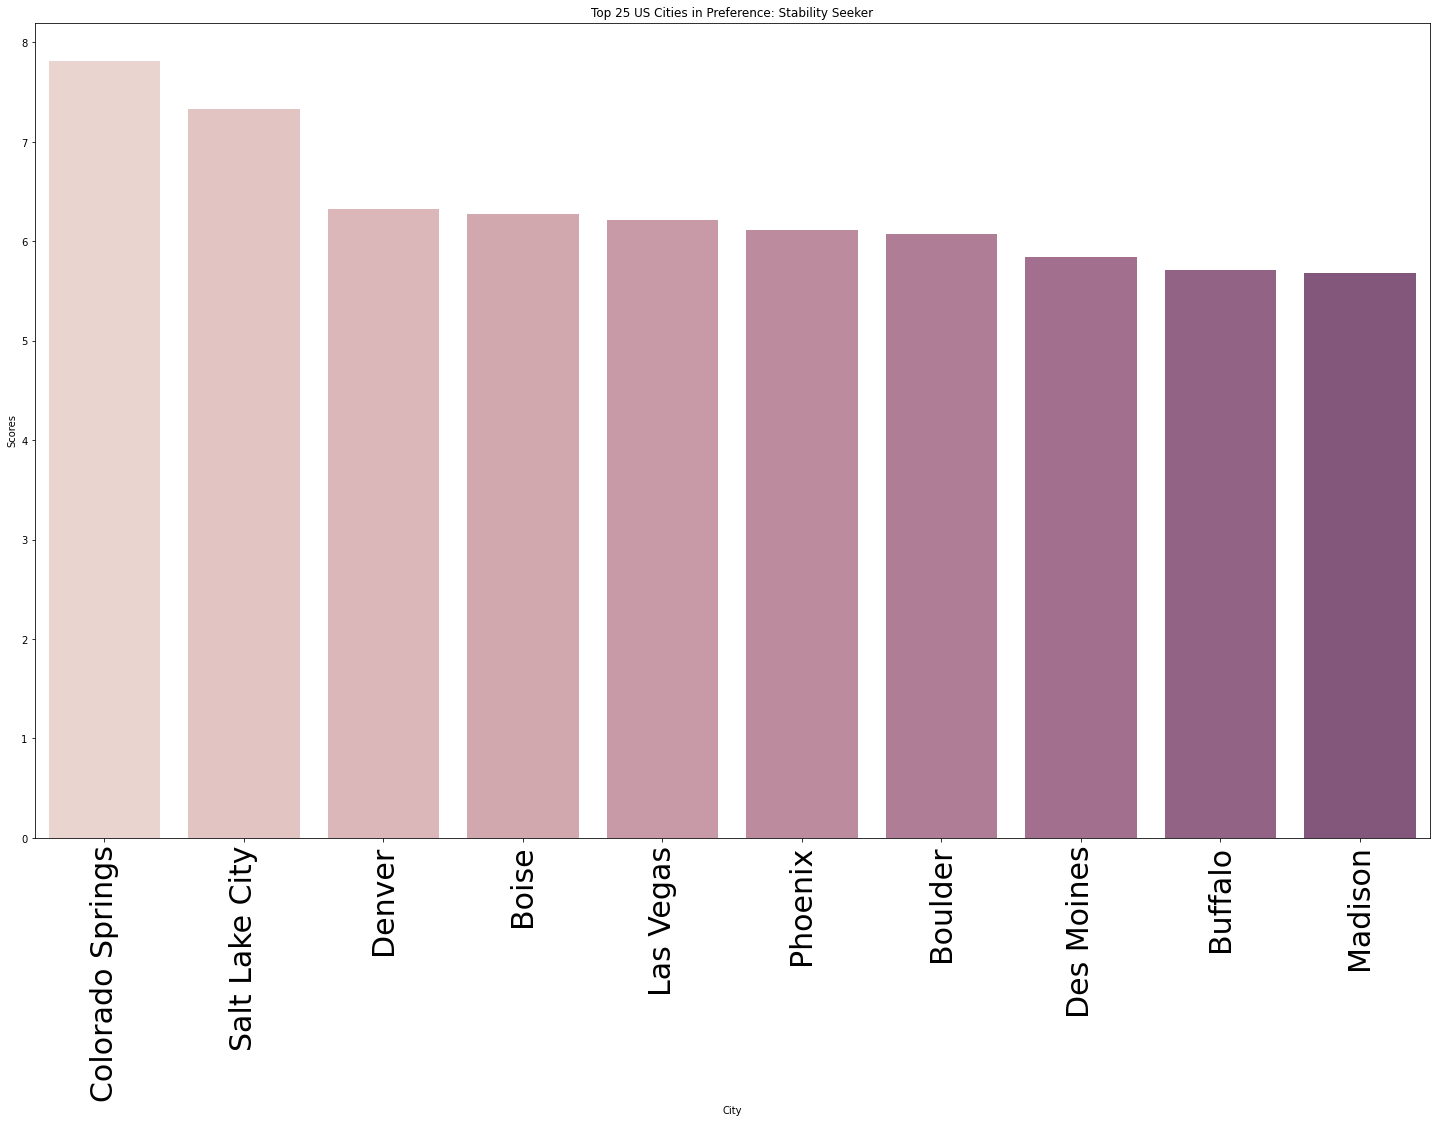 Top 25 US Cities in Preference: Stability Seeker
8
7
6
5
4
3
2
1
0
Scores
Colorado Springs
Salt Lake City
Denver
Boise
Las Vegas
Phoenix
Boulder
Des Moines
Buffalo
Madison
City